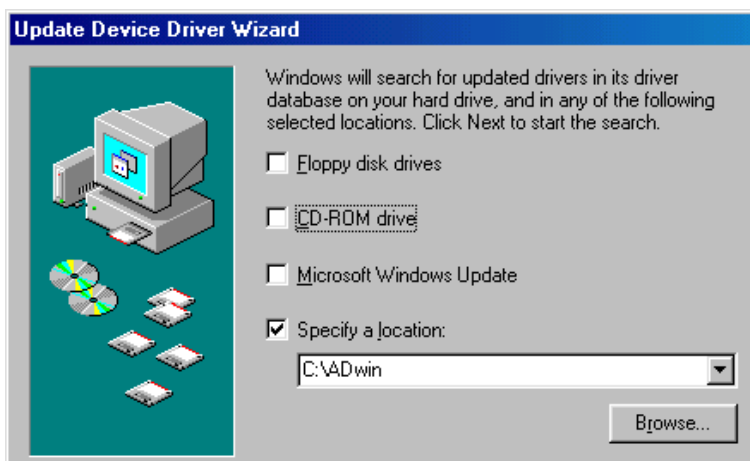 Update Device Driver Wizard
Windows will search for updated drivers in its driver
database on your hard drive, and in any of the following
selected locations. Click Next to start the search.
Floppy disk drives
CD-ROM drive
Microsoft Windows Update
Specify a location:
C:\ADwin
Browse...